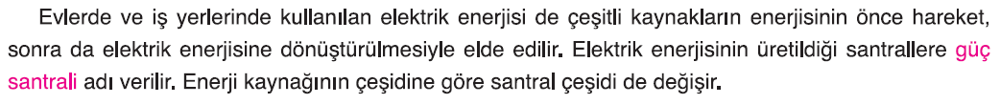 Evlerde ve iş yerlerinde kullanılan elektrik enerjisi de çeşitli kaynakların enerjisinin önce hareket,
sonra da elektrik enerjisine dönüştürülmesiyle elde edilir. Elektrik enerjisinin üretildiği santrallere güç
santrali adı verilir. Enerji kaynağının çeşidine göre santral çeşidi de değişir.